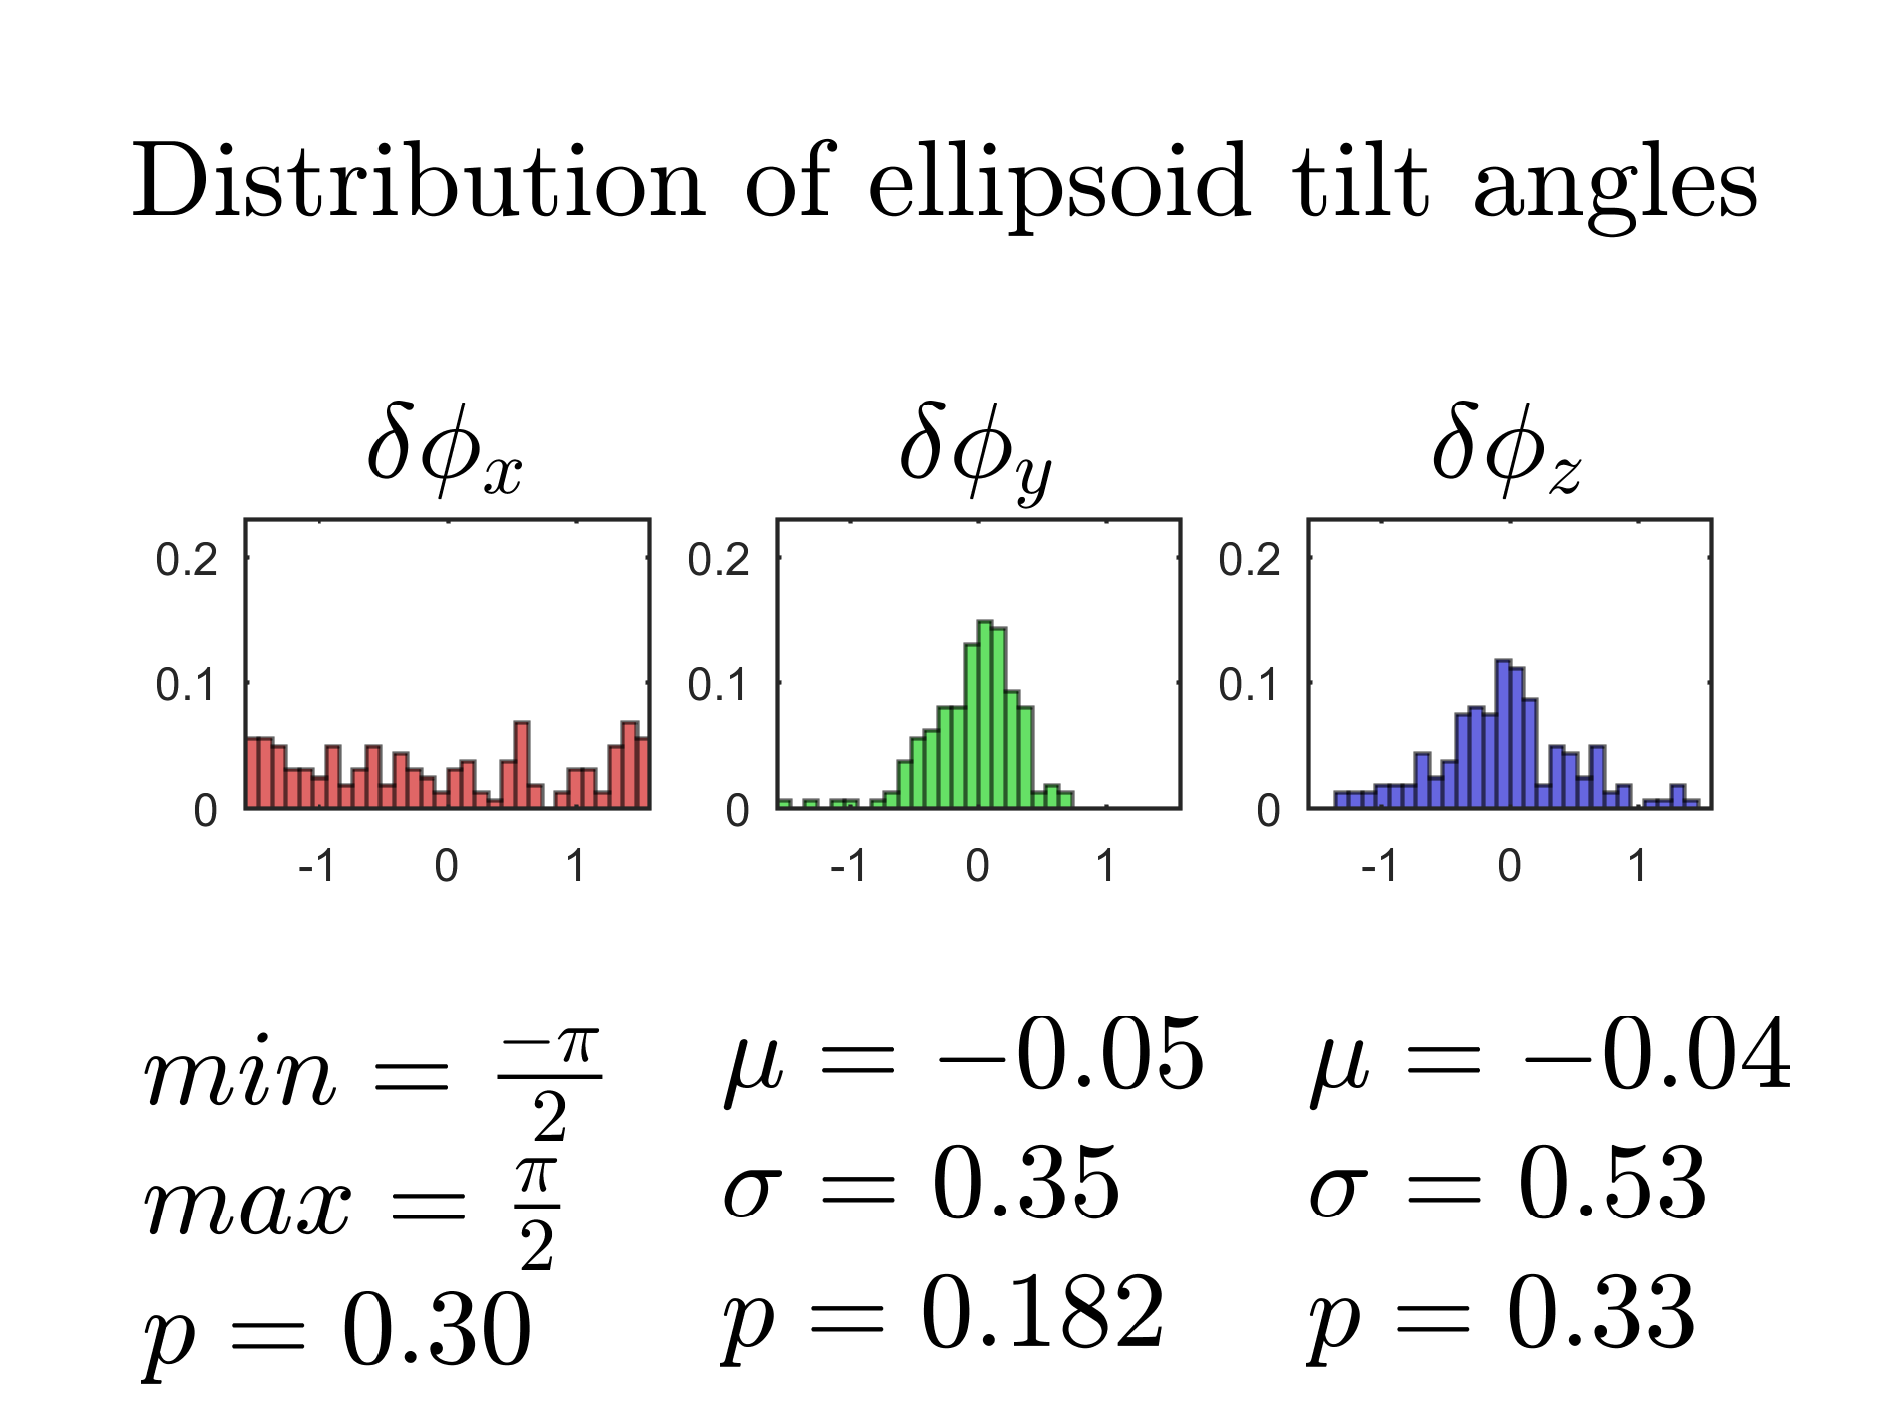 Distribution of ellipsoid tilt angles
δϕₓ
δϕ_y
δϕ_z
0.2
0.1
0
-1 0 1
0.2
0.1
0
-1 0 1
0.2
0.1
0
-1 0 1
min = −π/2
max = π/2
p = 0.30
μ = −0.05
σ = 0.35
p = 0.182
μ = −0.04
σ = 0.53
p = 0.33